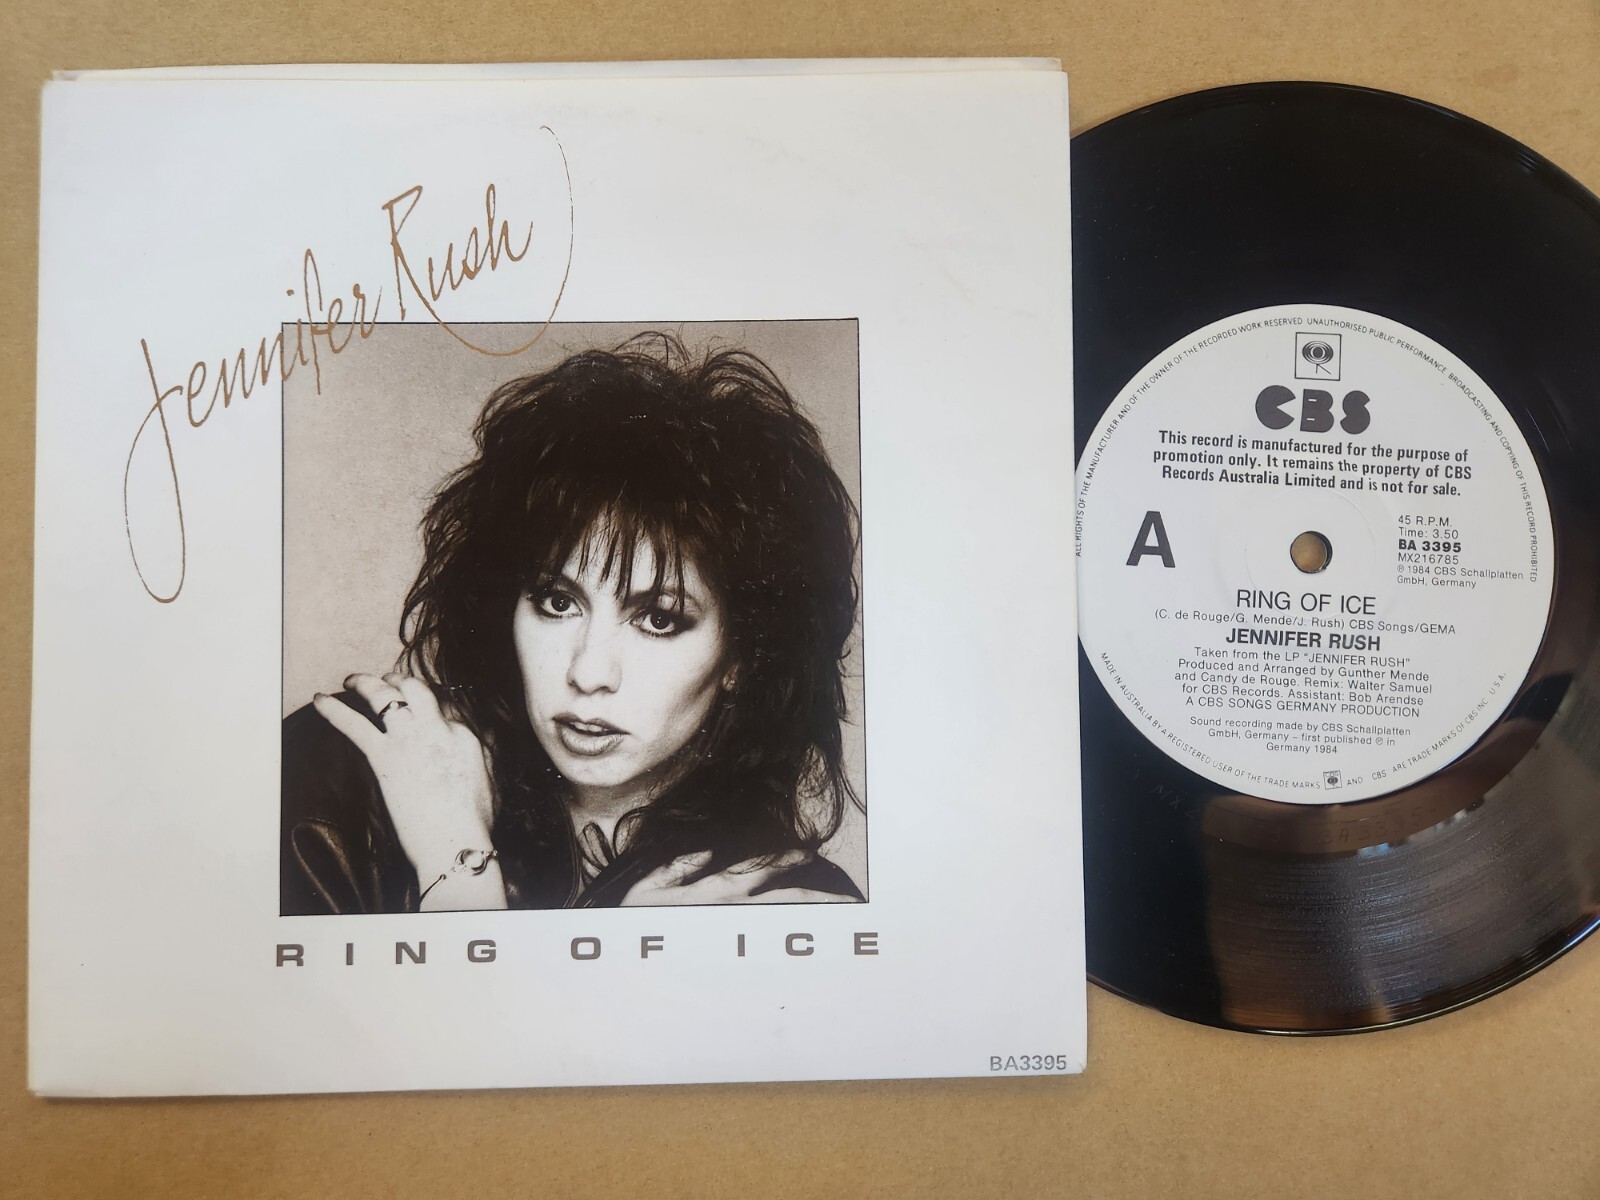 Jennifer Rush
RING OF ICE
BA3395
ALL RIGHTS OF THE MANUFACTURER AND OF THE OWNER OF THE RECORDED WORK RESERVED UNAUTHORISED PUBLIC PERFORMANCE BROADCASTING AND COPYING OF THIS RECORD PROHIBITED
CBS
This record is manufactured for the purpose of
promotion only. It remains the property of CBS
Records Australia Limited and is not for sale.
A
45 R.P.M.
Time: 3.50
BA 3395
MX216785
℗ 1984 CBS Schallplatten
GmbH, Germany
RING OF ICE
(C. de Rouge/G. Mende/J. Rush) CBS Songs/GEMA
JENNIFER RUSH
Taken from the LP "JENNIFER RUSH"
Produced and Arranged by Gunther Mende
and Candy de Rouge. Remix: Walter Samuel
for CBS Records. Assistant: Bob Arendse
A CBS SONGS GERMANY PRODUCTION
Sound recording made by CBS Schallplatten
GmbH, Germany – first published ℗ in
Germany 1984
MADE IN AUSTRALIA BY A REGISTERED USER OF THE TRADE MARKS AND CBS ARE TRADE MARKS OF CBS INC. U.S.A.